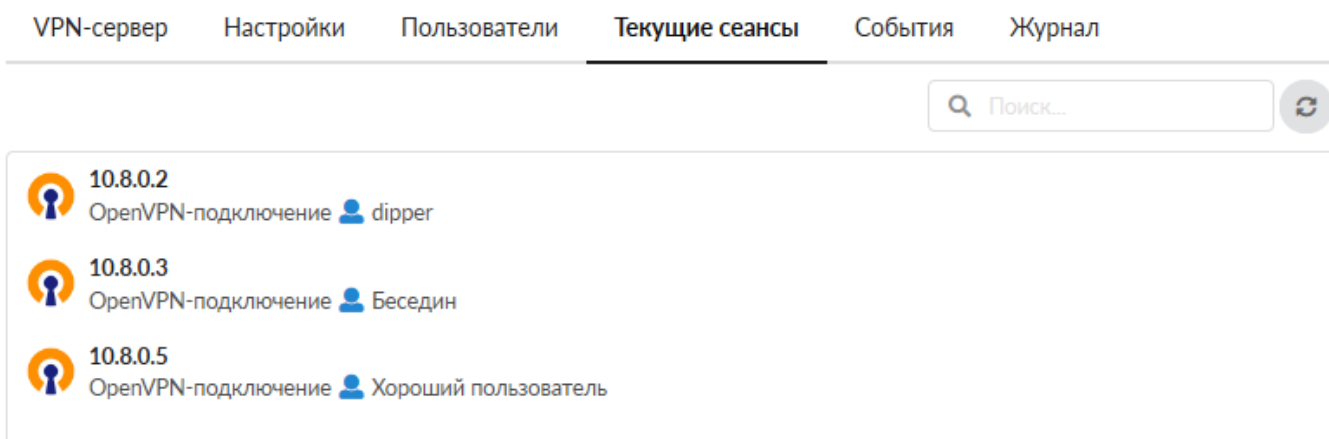 VPN-сервер Настройки Пользователи Текущие сеансы События Журнал
Поиск...
10.8.0.2
OpenVPN-подключение dipper
10.8.0.3
OpenVPN-подключение Беседин
10.8.0.5
OpenVPN-подключение Хороший пользователь